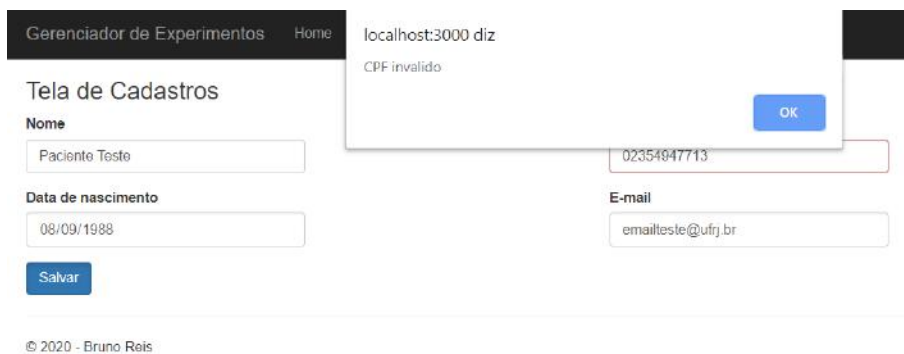 Gerenciador de Experimentos Home
localhost:3000 diz
CPF invalido
OK
Tela de Cadastros
Nome
Paciente Teste
02354947713
Data de nascimento
E-mail
08/09/1988
emailteste@ufrj.br
Salvar
© 2020 - Bruno Reis